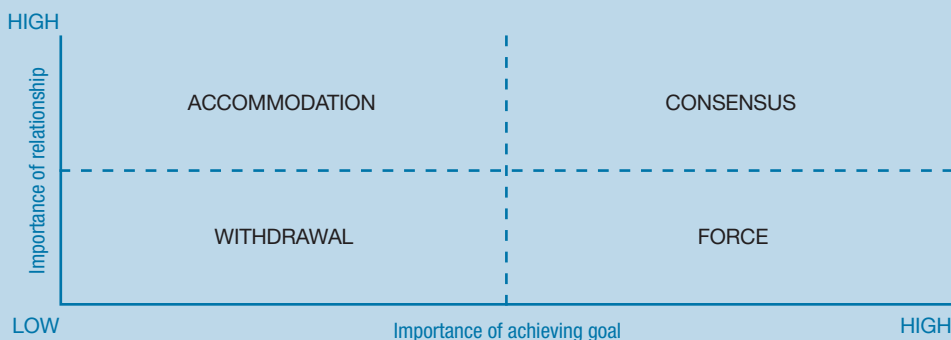 HIGH
Importance of relationship
ACCOMMODATION
CONSENSUS
WITHDRAWAL
FORCE
LOW
Importance of achieving goal
HIGH